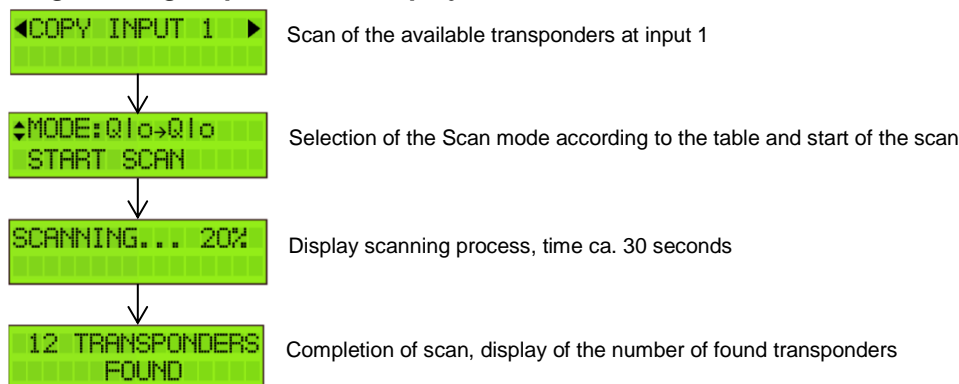 ◀COPY INPUT 1 ▶
Scan of the available transponders at input 1
MODE:Qlo→Qlo
START SCAN
Selection of the Scan mode according to the table and start of the scan
SCANNING... 20%
Display scanning process, time ca. 30 seconds
12 TRANSPONDERS
FOUND
Completion of scan, display of the number of found transponders